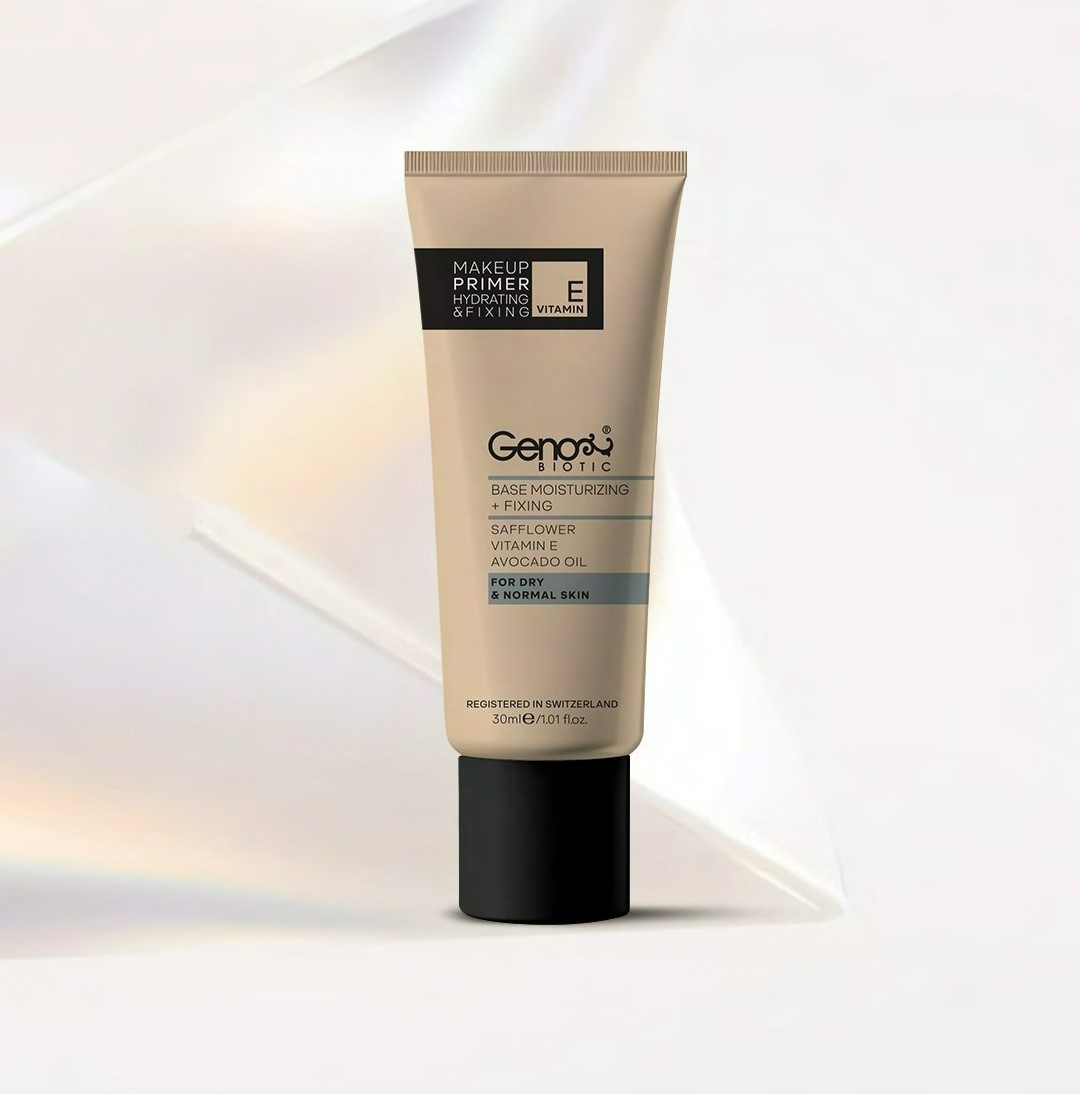 MAKEUP
PRIMER
HYDRATING
&FIXING
E
VITAMIN
Geno®
BIOTIC
BASE MOISTURIZING
+ FIXING
SAFFLOWER
VITAMIN E
AVOCADO OIL
FOR DRY
& NORMAL SKIN
REGISTERED IN SWITZERLAND
30ml℮/1.01 fl.oz.